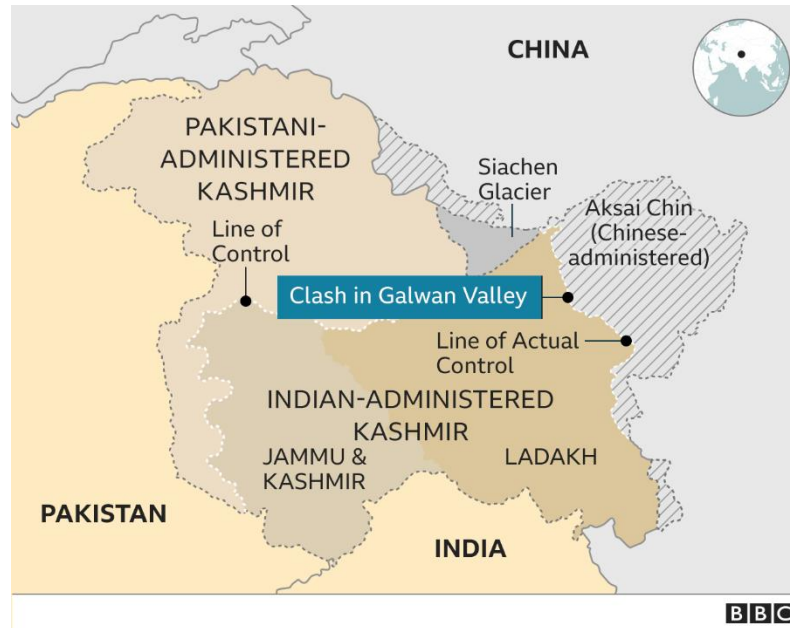 CHINA
PAKISTANI-
ADMINISTERED
KASHMIR
Siachen
Glacier
Aksai Chin
(Chinese-
administered)
Line of
Control
Clash in Galwan Valley
Line of Actual
Control
INDIAN-ADMINISTERED
KASHMIR
JAMMU &
KASHMIR
LADAKH
PAKISTAN
INDIA
BBC